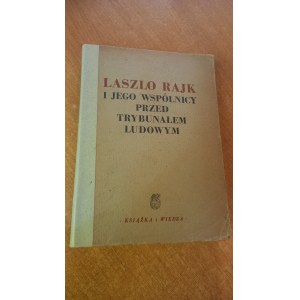 LASZLO RAJK
I JEGO WSPÓLNICY
PRZED
TRYBUNAŁEM
LUDOWYM
KSIĄŻKA i WIEDZA